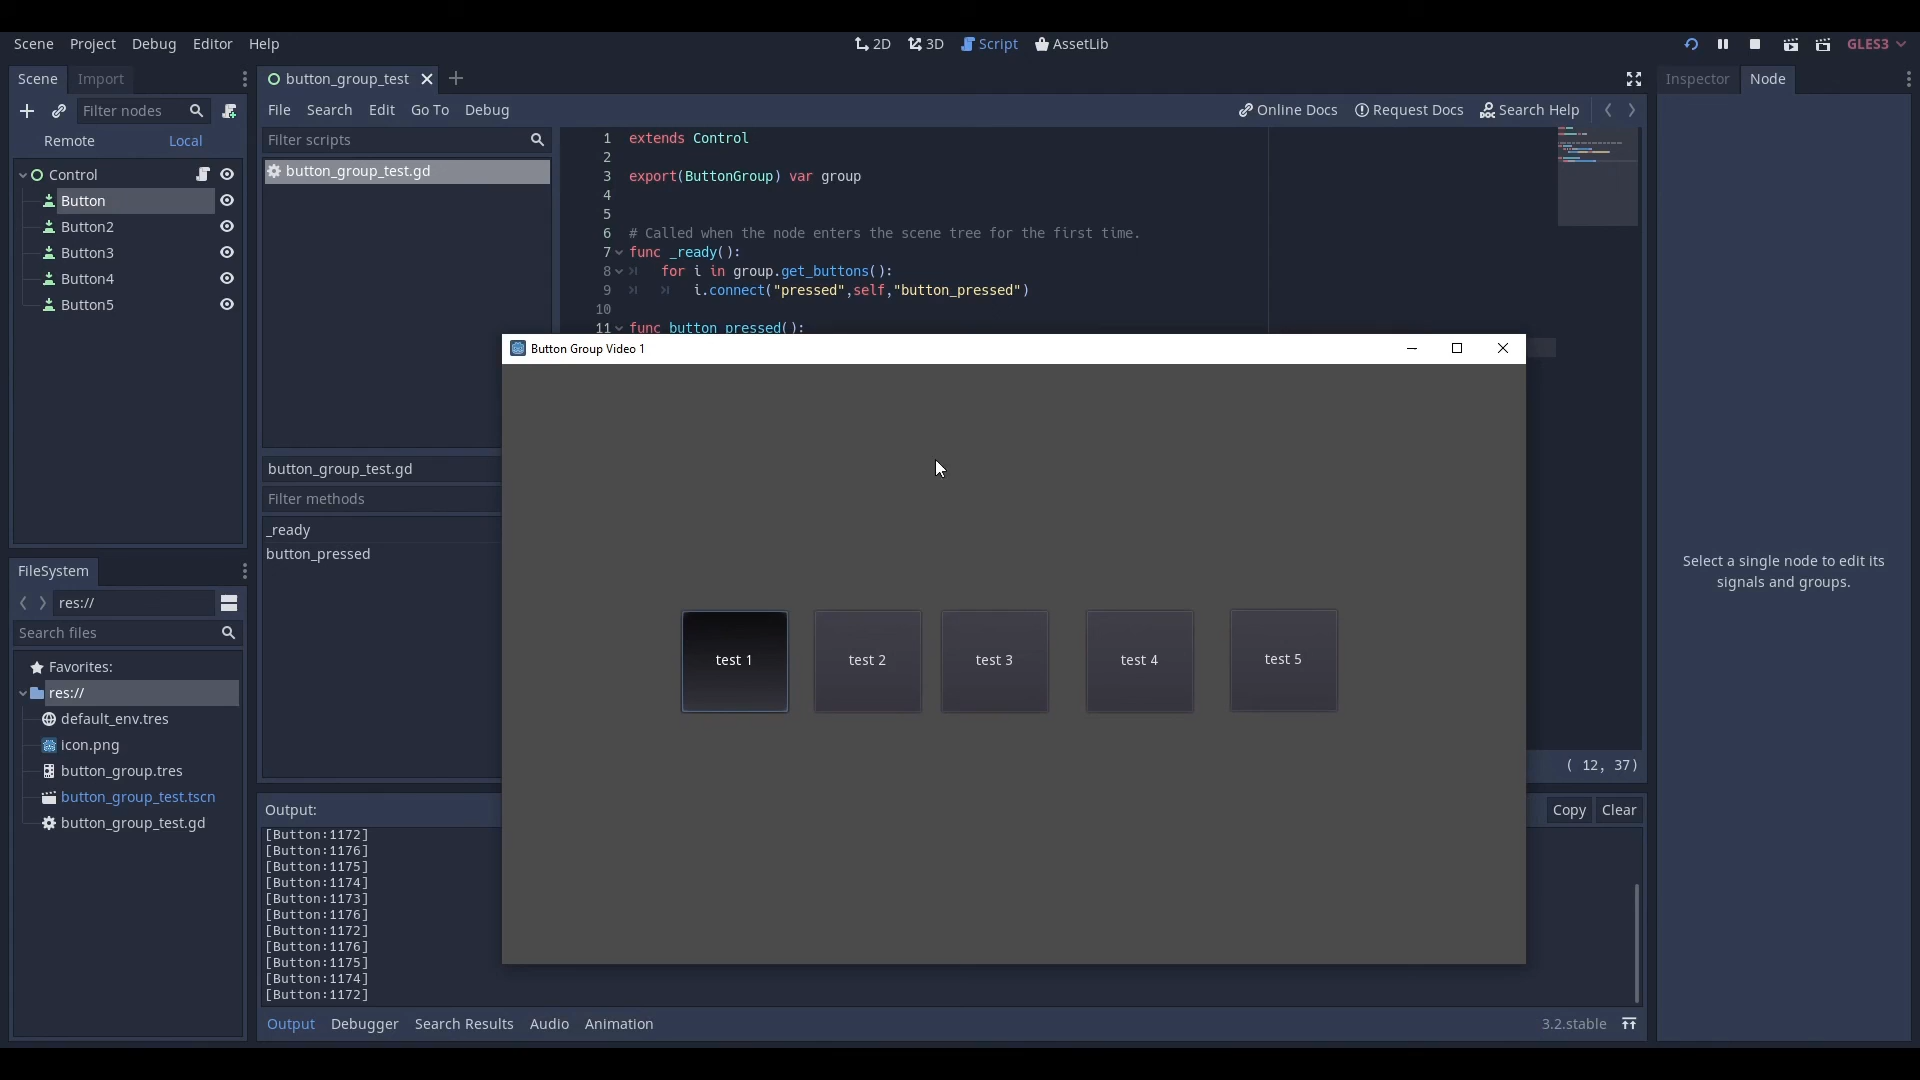 Scene Project Debug Editor Help
2D 3D Script AssetLib
GLES3
Scene Import
Filter nodes
Remote Local
Control
Button
Button2
Button3
Button4
Button5
FileSystem
res://
Search files
Favorites:
res://
default_env.tres
icon.png
button_group.tres
button_group_test.tscn
button_group_test.gd
button_group_test
File Search Edit Go To Debug
Online Docs Request Docs Search Help
Filter scripts
button_group_test.gd
button_group_test.gd
Filter methods
_ready
button_pressed
1 extends Control
2
3 export(ButtonGroup) var group
4
5
6 # Called when the node enters the scene tree for the first time.
7 func _ready():
8 for i in group.get_buttons():
9 i.connect("pressed",self,"button_pressed")
10
11 func button_pressed():
Button Group Video 1
test 1 test 2 test 3 test 4 test 5
( 12, 37)
Output:
Copy Clear
[Button:1172]
[Button:1176]
[Button:1175]
[Button:1174]
[Button:1173]
[Button:1176]
[Button:1172]
[Button:1176]
[Button:1175]
[Button:1174]
[Button:1172]
Output Debugger Search Results Audio Animation
3.2.stable
Inspector Node
Select a single node to edit its
signals and groups.